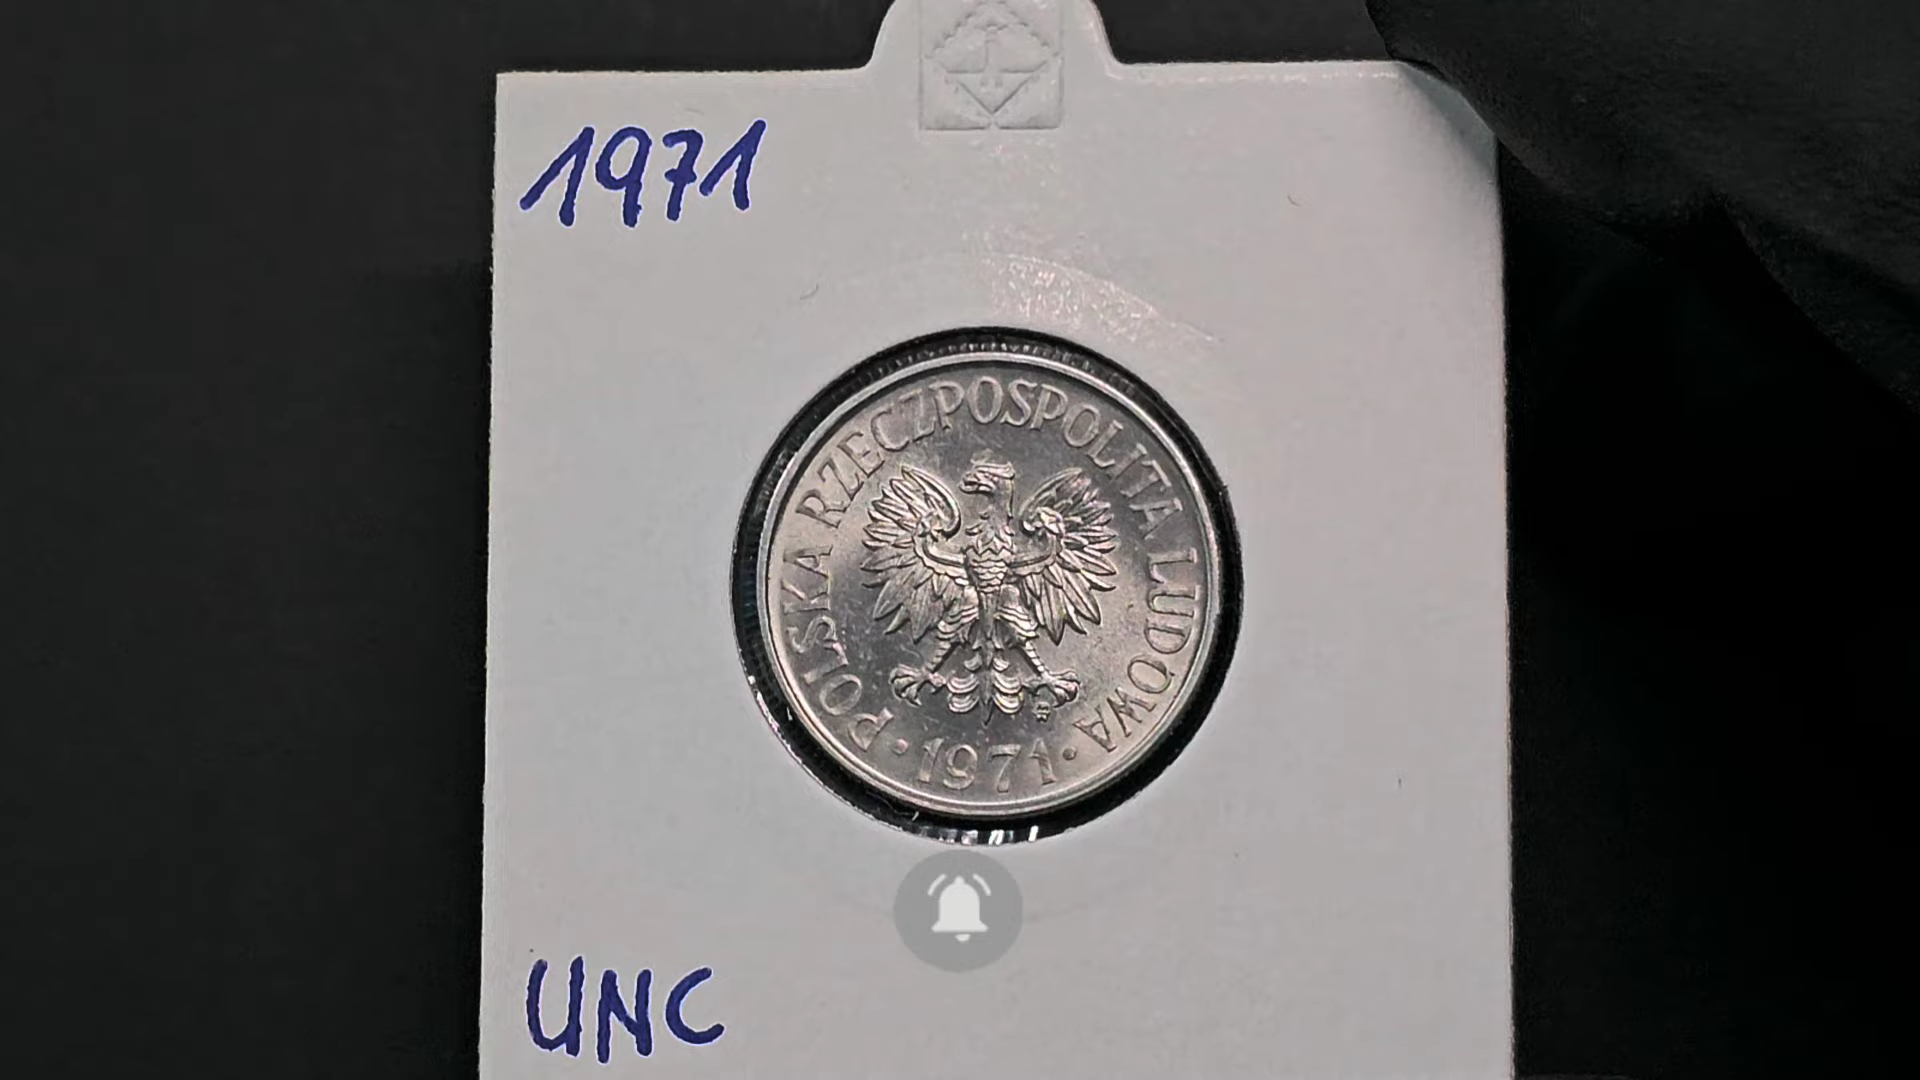 1971
POLSKA RZECZPOSPOLITA LUDOWA
· 1971 ·
UNC